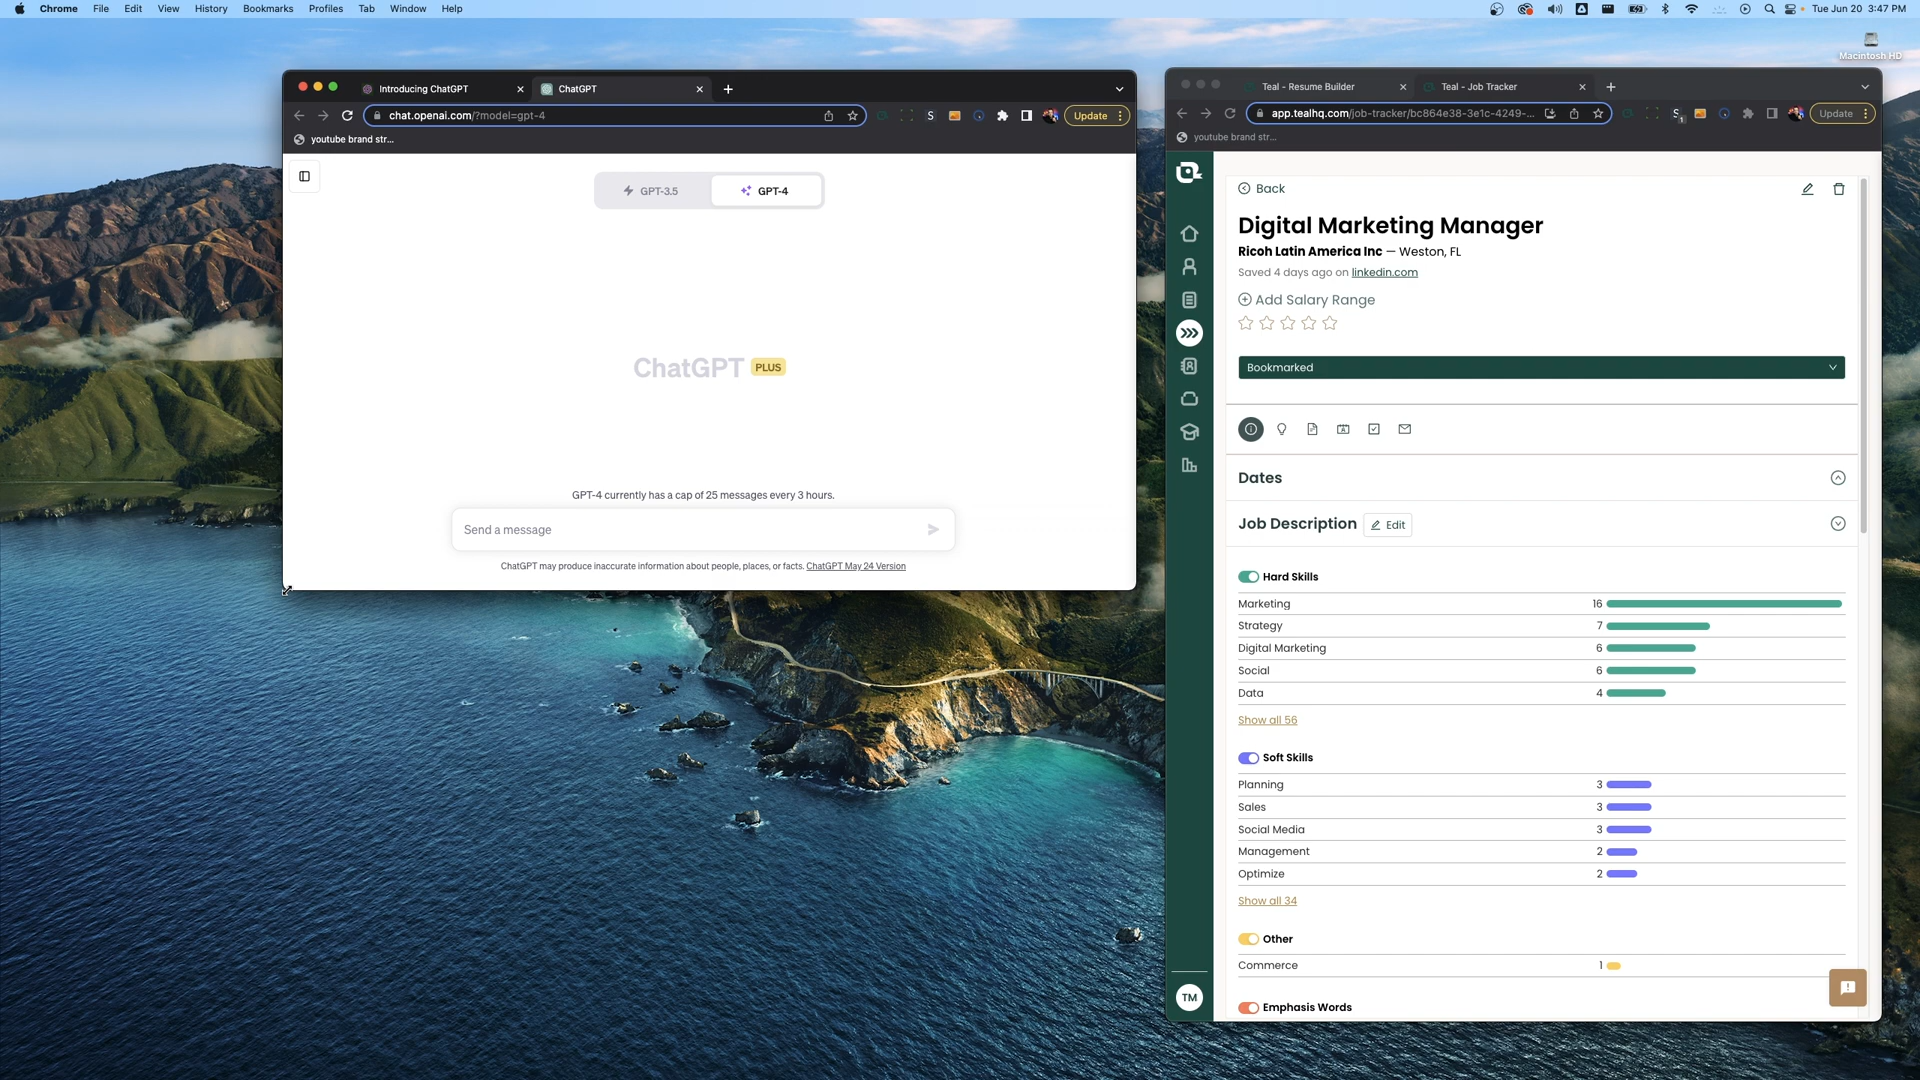 Chrome File Edit View History Bookmarks Profiles Tab Window Help
Tue Jun 20 3:47 PM
Macintosh HD
Introducing ChatGPT
ChatGPT
chat.openai.com/?model=gpt-4
S
Update
youtube brand str...
GPT-3.5
GPT-4
ChatGPT PLUS
GPT-4 currently has a cap of 25 messages every 3 hours.
Send a message
ChatGPT may produce inaccurate information about people, places, or facts. ChatGPT May 24 Version
Teal - Resume Builder
Teal - Job Tracker
app.tealhq.com/job-tracker/bc864e38-3e1c-4249-...
S 1
Update
youtube brand str...
Back
Digital Marketing Manager
Ricoh Latin America Inc — Weston, FL
Saved 4 days ago on linkedin.com
Add Salary Range
Bookmarked
Dates
Job Description Edit
Hard Skills
Marketing 16
Strategy 7
Digital Marketing 6
Social 6
Data 4
Show all 56
Soft Skills
Planning 3
Sales 3
Social Media 3
Management 2
Optimize 2
Show all 34
Other
Commerce 1
Emphasis Words
TM